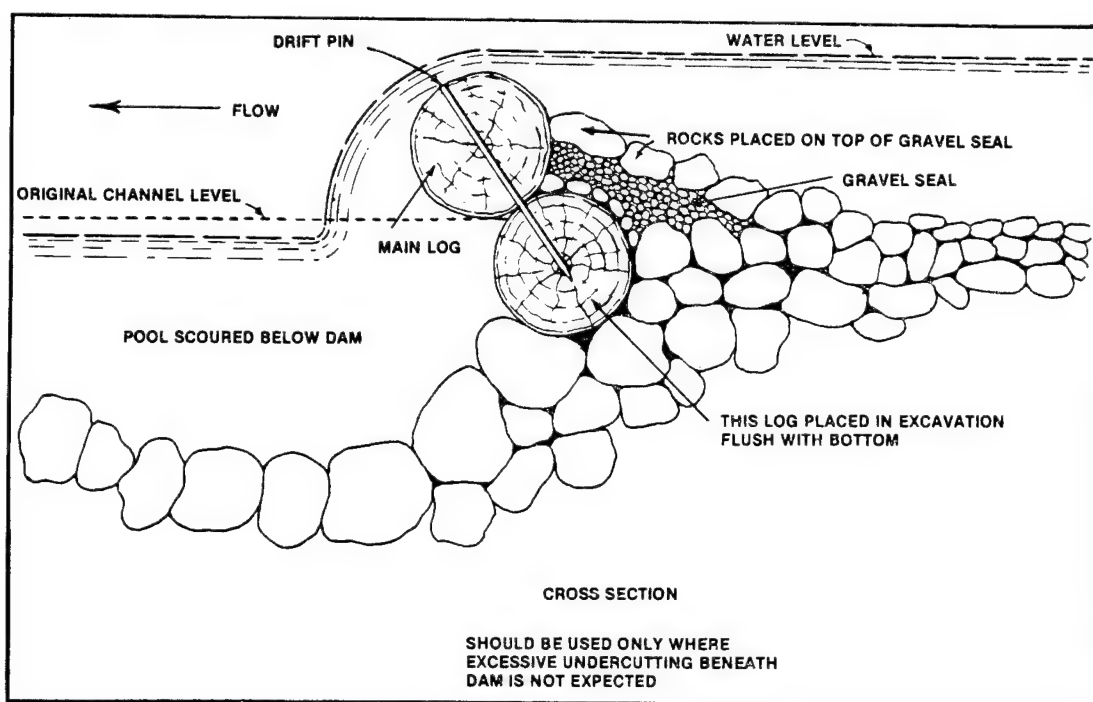 DRIFT PIN
WATER LEVEL
FLOW
ROCKS PLACED ON TOP OF GRAVEL SEAL
GRAVEL SEAL
ORIGINAL CHANNEL LEVEL
MAIN LOG
POOL SCOURED BELOW DAM
THIS LOG PLACED IN EXCAVATION
FLUSH WITH BOTTOM
CROSS SECTION
SHOULD BE USED ONLY WHERE
EXCESSIVE UNDERCUTTING BENEATH
DAM IS NOT EXPECTED